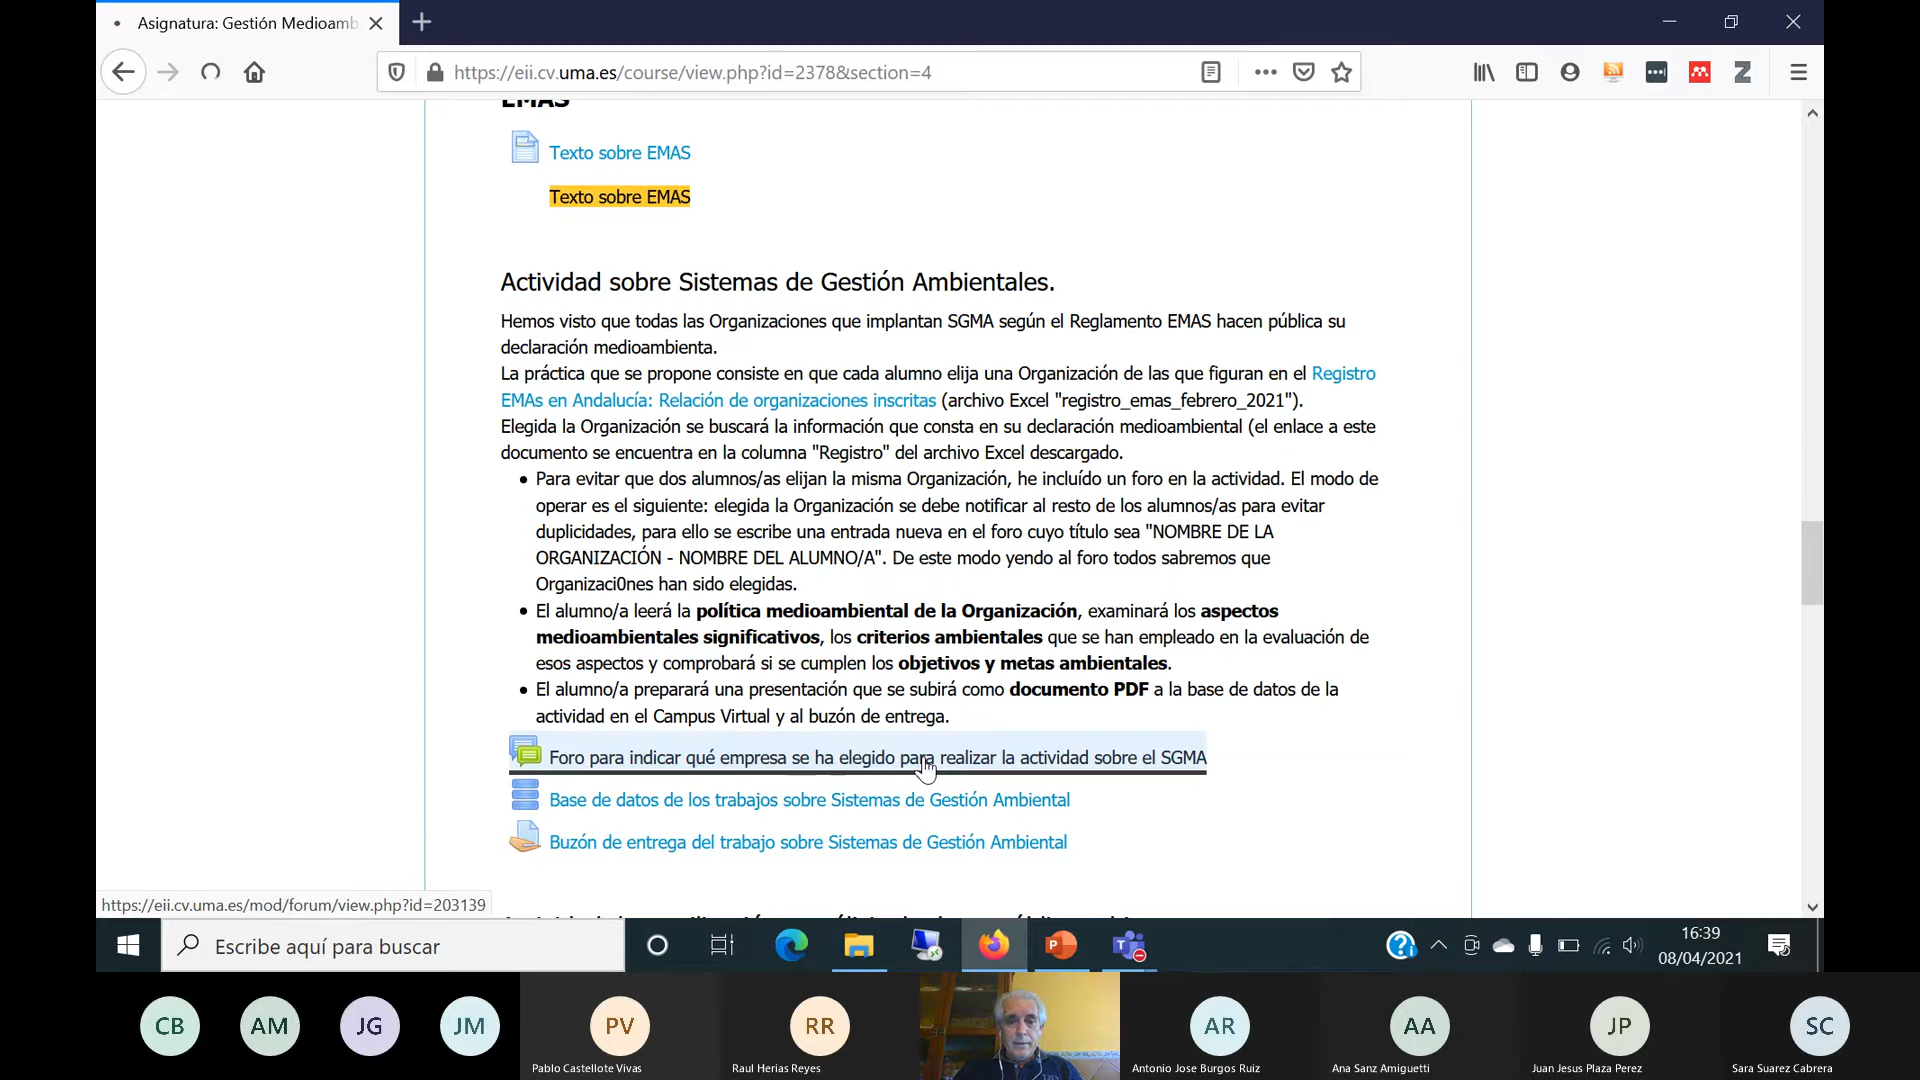 Asignatura: Gestión Medioamb
https://eii.cv.uma.es/course/view.php?id=2378&section=4
EMAS
Texto sobre EMAS
Texto sobre EMAS
Actividad sobre Sistemas de Gestión Ambientales.
Hemos visto que todas las Organizaciones que implantan SGMA según el Reglamento EMAS hacen pública su
declaración medioambienta.
La práctica que se propone consiste en que cada alumno elija una Organización de las que figuran en el Registro
EMAs en Andalucía: Relación de organizaciones inscritas (archivo Excel "registro_emas_febrero_2021").
Elegida la Organización se buscará la información que consta en su declaración medioambiental (el enlace a este
documento se encuentra en la columna "Registro" del archivo Excel descargado.
• Para evitar que dos alumnos/as elijan la misma Organización, he incluído un foro en la actividad. El modo de
operar es el siguiente: elegida la Organización se debe notificar al resto de los alumnos/as para evitar
duplicidades, para ello se escribe una entrada nueva en el foro cuyo título sea "NOMBRE DE LA
ORGANIZACIÓN - NOMBRE DEL ALUMNO/A". De este modo yendo al foro todos sabremos que
Organizaci0nes han sido elegidas.
• El alumno/a leerá la política medioambiental de la Organización, examinará los aspectos
medioambientales significativos, los criterios ambientales que se han empleado en la evaluación de
esos aspectos y comprobará si se cumplen los objetivos y metas ambientales.
• El alumno/a preparará una presentación que se subirá como documento PDF a la base de datos de la
actividad en el Campus Virtual y al buzón de entrega.
Foro para indicar qué empresa se ha elegido para realizar la actividad sobre el SGMA
Base de datos de los trabajos sobre Sistemas de Gestión Ambiental
Buzón de entrega del trabajo sobre Sistemas de Gestión Ambiental
https://eii.cv.uma.es/mod/forum/view.php?id=203139
Escribe aquí para buscar
16:39
08/04/2021
CB
AM
JG
JM
PV
RR
AR
AA
JP
SC
Pablo Castellote Vivas
Raul Herias Reyes
Antonio Jose Burgos Ruiz
Ana Sanz Amiguetti
Juan Jesus Plaza Perez
Sara Suarez Cabrera